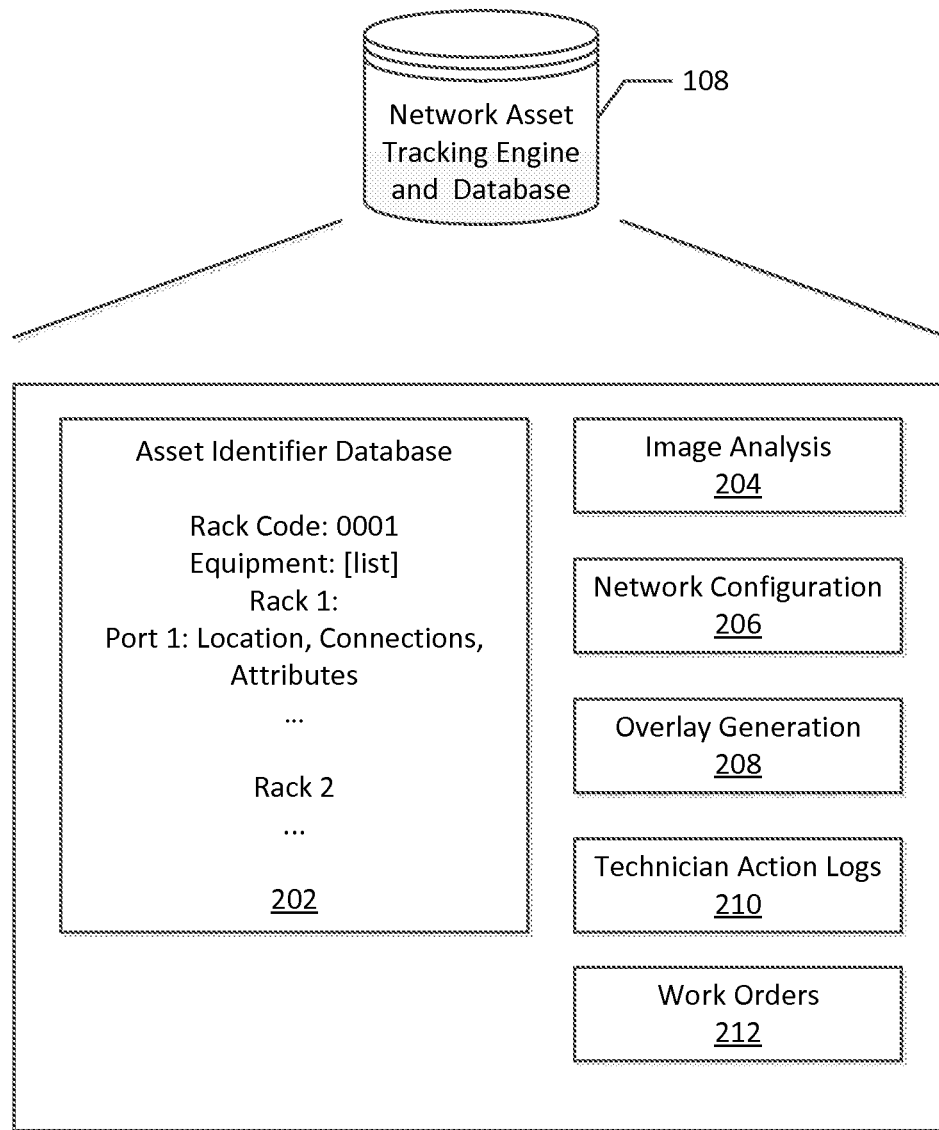 Network Asset
Tracking Engine
and Database
108
Asset Identifier Database
Rack Code: 0001
Equipment: [list]
Rack 1:
Port 1: Location, Connections,
Attributes
...
Rack 2
...
202
Image Analysis
204
Network Configuration
206
Overlay Generation
208
Technician Action Logs
210
Work Orders
212